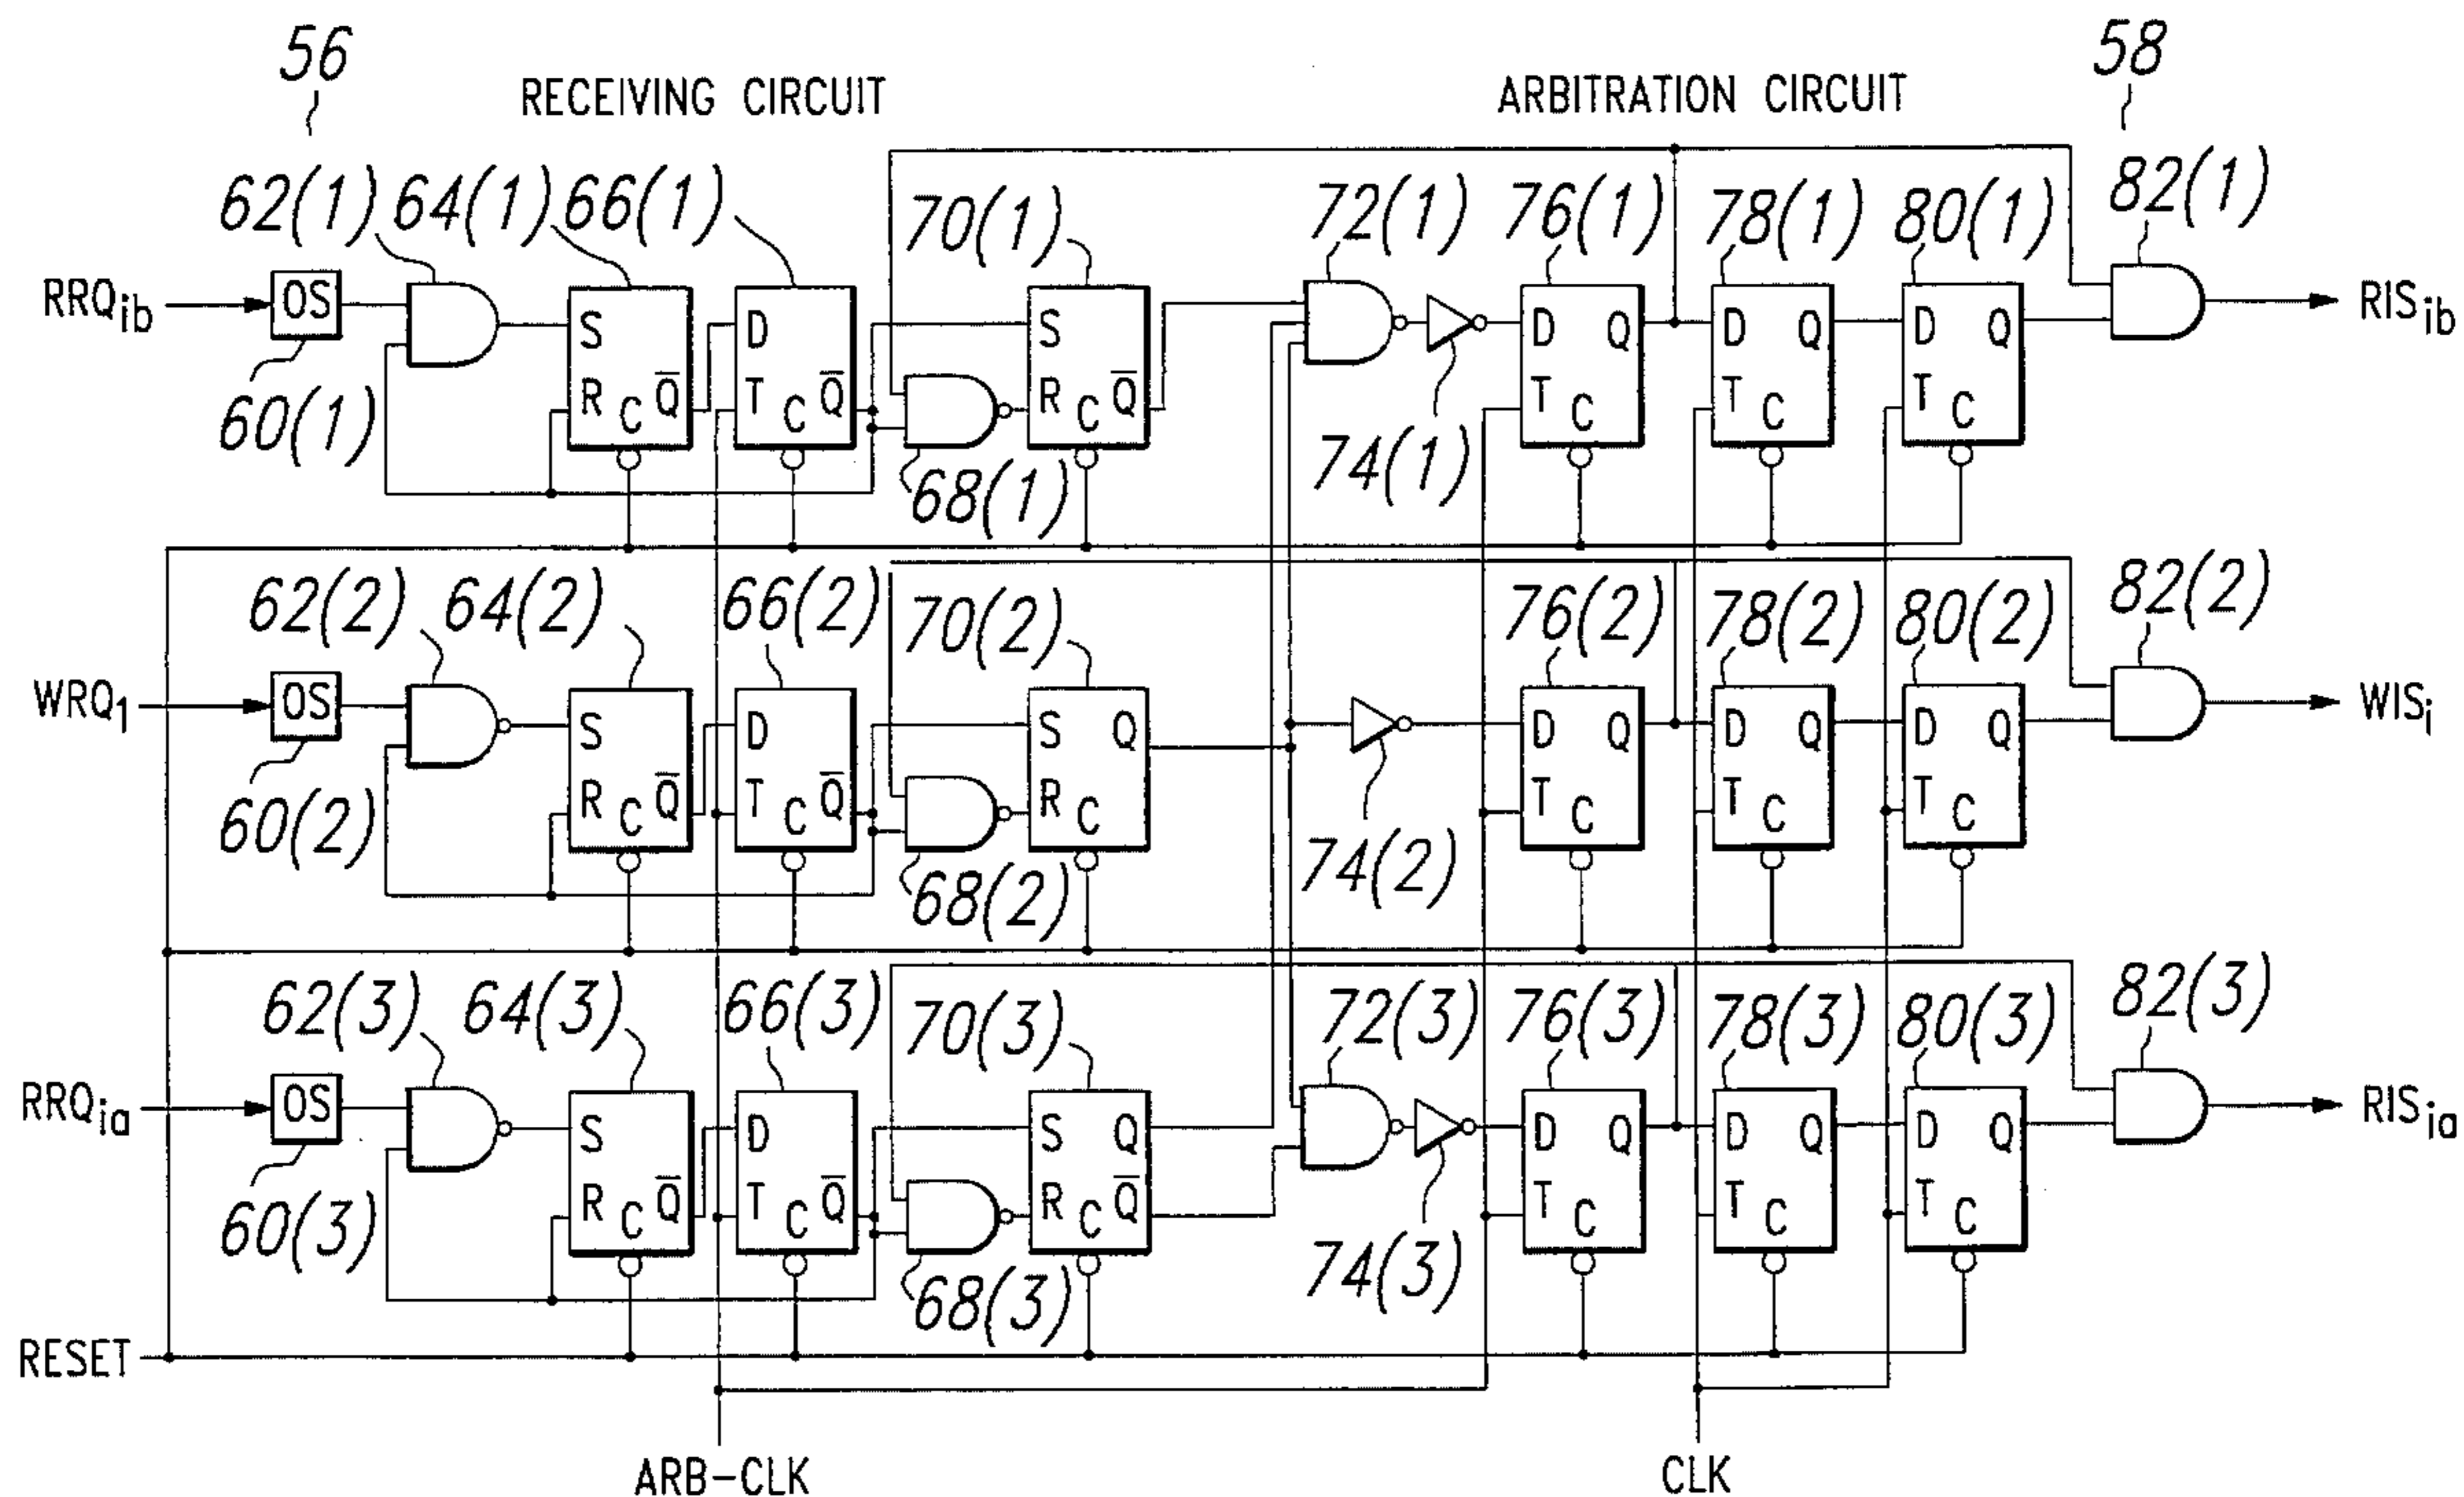 56
58
RECEIVING CIRCUIT
ARBITRATION CIRCUIT
62(1) 64(1) 66(1)
70(1)
72(1) 76(1) 78(1) 80(1) 82(1)
RRQib
OS
S
R C Q̅
D
T C Q̅
S
R C Q̅
D Q
T C
D Q
T C
D Q
T C
RISib
60(1)
68(1)
74(1)
62(2) 64(2) 66(2) 70(2)
76(2) 78(2) 80(2) 82(2)
WRQ1
OS
S
R C Q̅
D
T C Q̅
S Q
R C
D Q
T C
D Q
T C
D Q
T C
WISi
60(2)
68(2)
74(2)
62(3) 64(3) 66(3) 70(3)
72(3) 76(3) 78(3) 80(3) 82(3)
RRQia
OS
S
R C Q̅
D
T C Q̅
S Q
R C Q̅
D Q
T C
D Q
T C
D Q
T C
RISia
60(3)
68(3)
74(3)
RESET
ARB-CLK
CLK